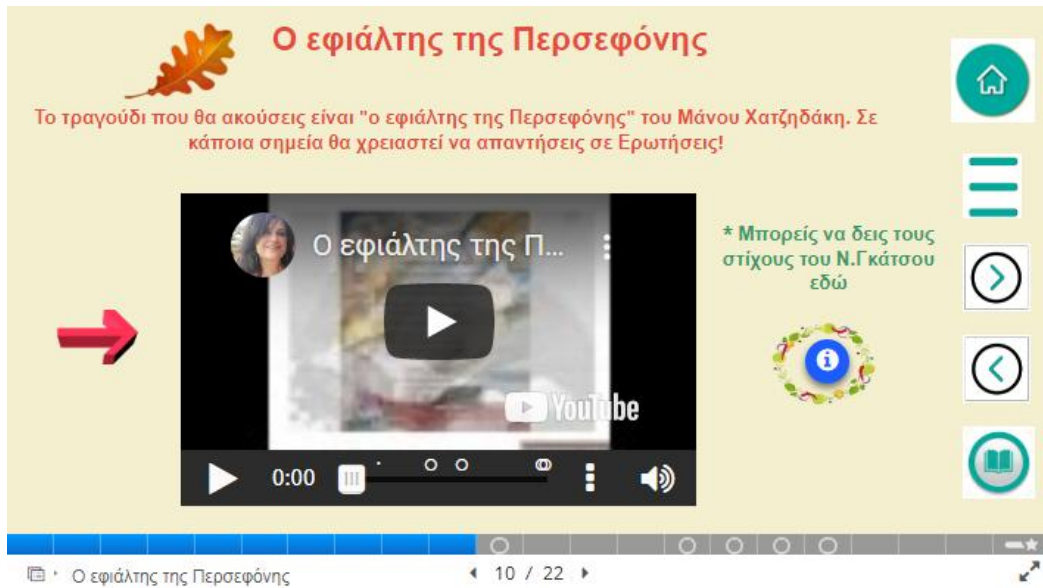 Ο εφιάλτης της Περσεφόνης
Το τραγούδι που θα ακούσεις είναι "ο εφιάλτης της Περσεφόνης" του Μάνου Χατζηδάκη. Σε
κάποια σημεία θα χρειαστεί να απαντήσεις σε Ερωτήσεις!
Ο εφιάλτης της Π...
* Μπορείς να δεις τους
στίχους του Ν.Γκάτσου
εδώ
YouTube
0:00
Ο εφιάλτης της Περσεφόνης
10 / 22